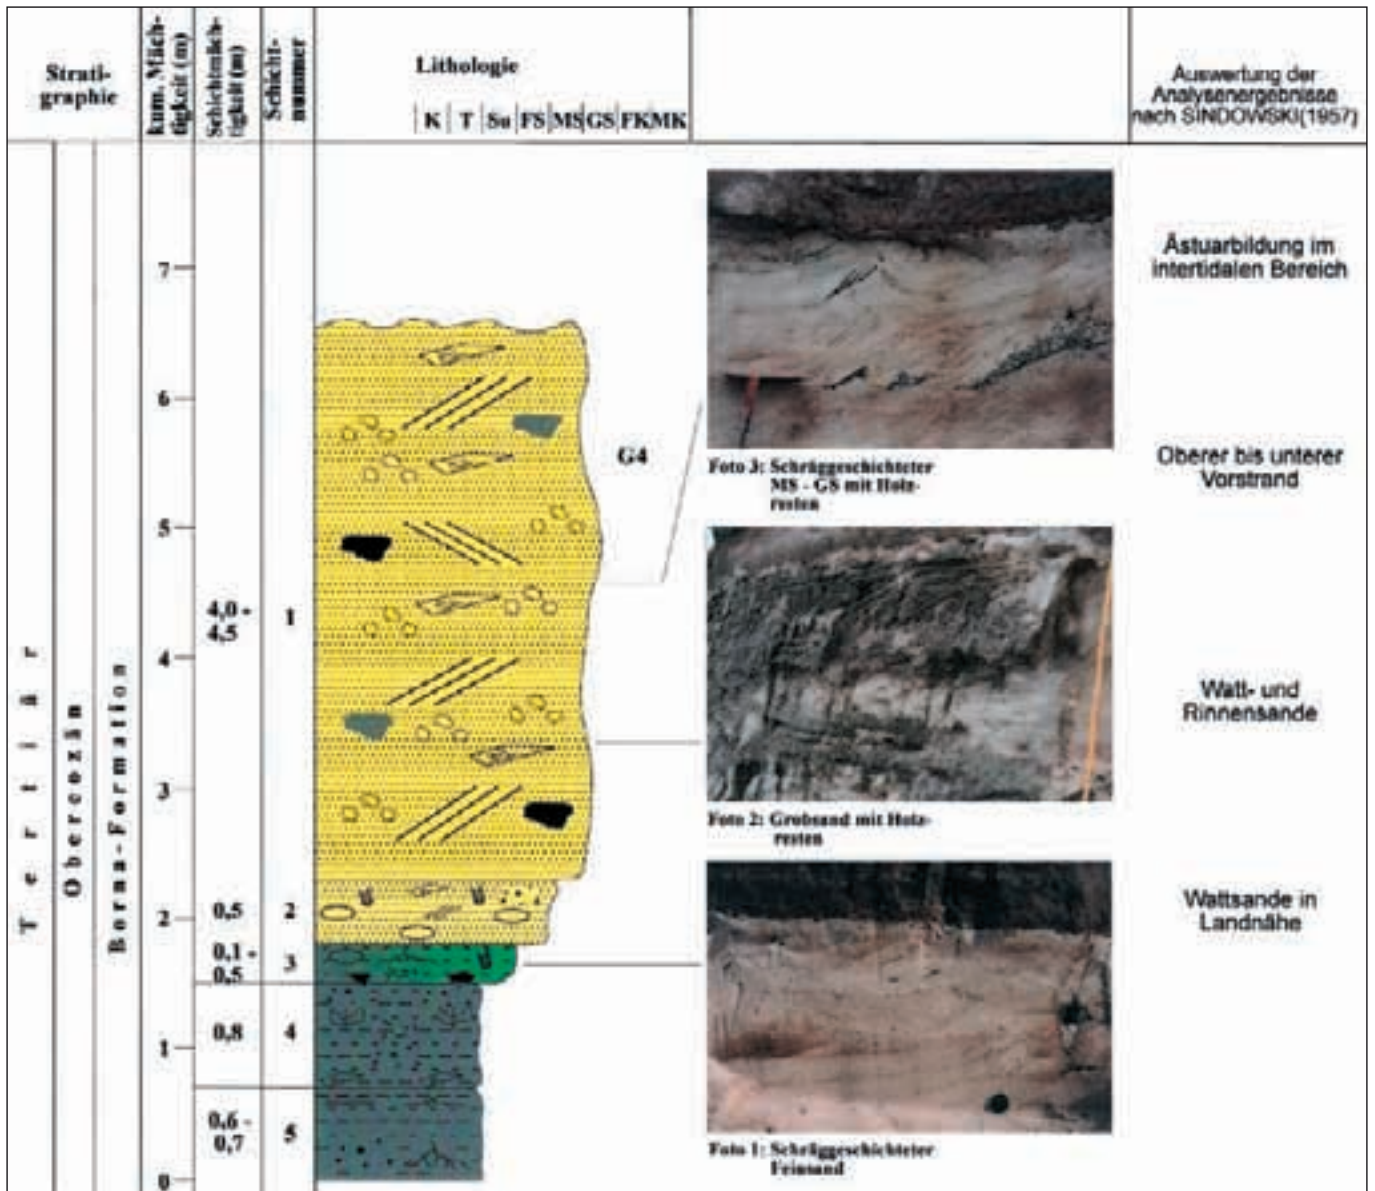 Strati-
graphie
kum. Mäch-
tigkeit (m)
Schichtmäch-
tigkeit (m)
Schicht-
nummer
Lithologie
K T Su FS MS GS FK MK
Auswertung der
Analysenergebnisse
nach SINDOWSKI(1957)
Tertiär
Obereozän
Borna-Formation
7
6
5
4
3
2
1
0
4,0 -
4,5
0,5
0,1 -
0,5
0,8
0,6 -
0,7
1
2
3
4
5
G4
Foto 3: Schräggeschichteter
MS - GS mit Holz-
resten
Foto 2: Grobsand mit Holz-
resten
Foto 1: Schräggeschichteter
Feinsand
Ästuarbildung im
intertidalen Bereich
Oberer bis unterer
Vorstrand
Watt- und
Rinnensande
Wattsande in
Landnähe